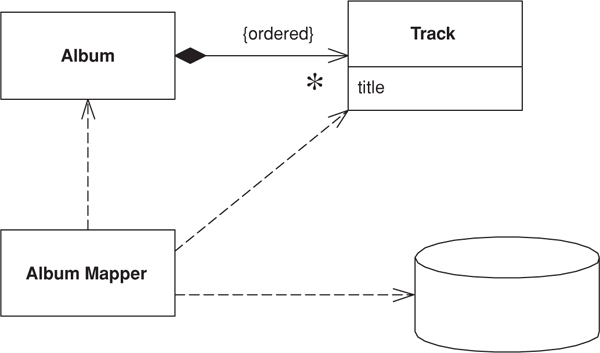 {ordered}
Album
Track
*
title
Album Mapper